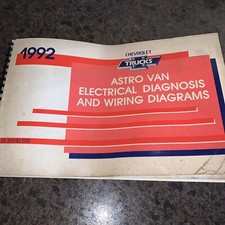 1992
CHEVROLET
TRUCKS
ASTRO VAN
ELECTRICAL DIAGNOSIS
AND WIRING DIAGRAMS